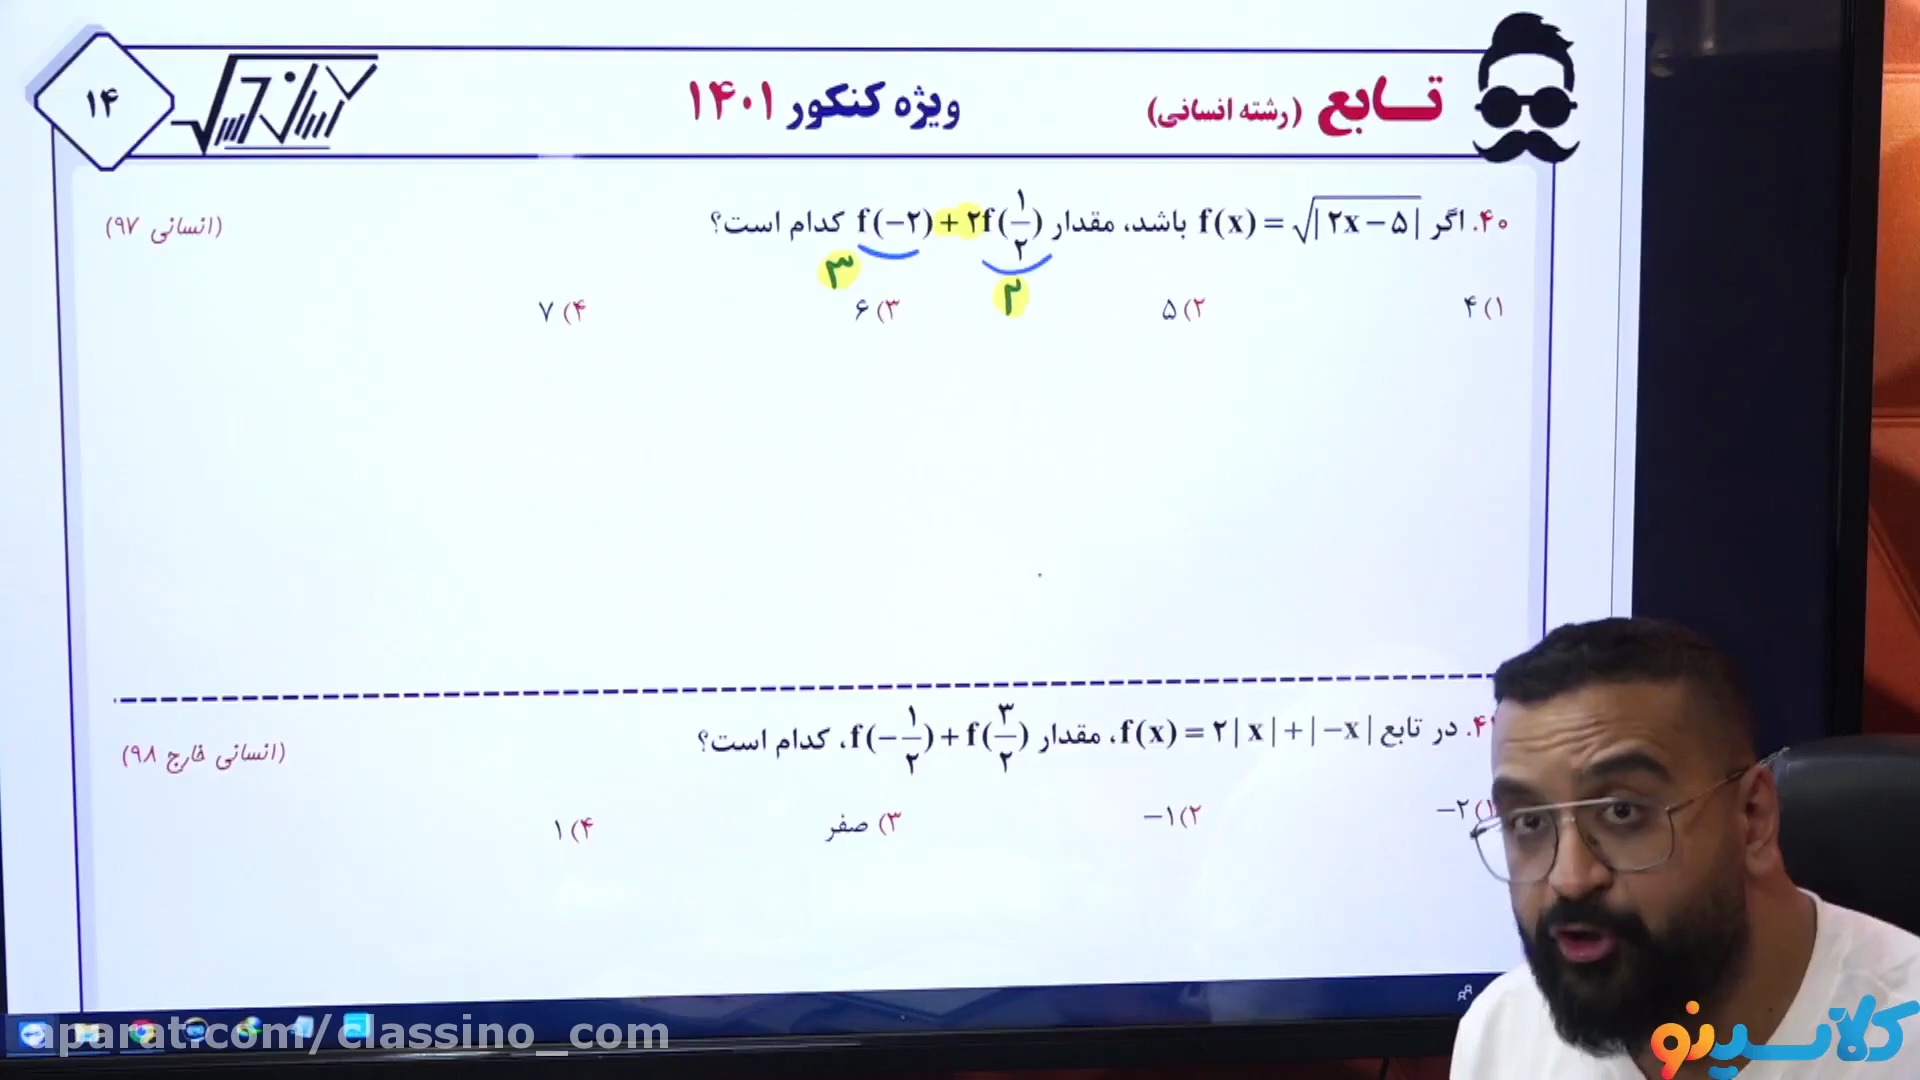 تابع (رشته انسانی) ویژه کنکور ۱۴۰۱ ۱۴
۴۰. اگر f(x) = √|۲x − ۵| باشد، مقدار f(−۲) + ۲f(۱/۲) کدام است؟ (انسانی ۹۷)
۳ ۲
۱) ۴ ۲) ۵ ۳) ۶ ۴) ۷
در تابع f(x) = ۲|x| + |−x|، مقدار f(−۱/۲) + f(۳/۲)، کدام است؟ (انسانی خارج ۹۸)
۱) −۲ ۲) −۱ ۳) صفر ۴) ۱
aparat.com/classino_com
کلاسینو